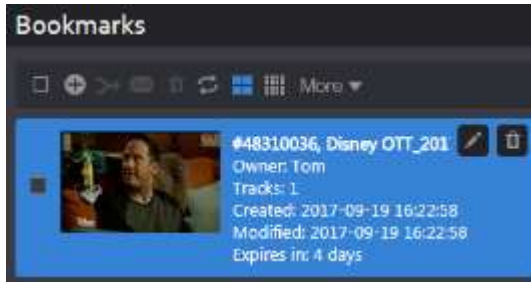 Bookmarks
More
#48310036, Disney OTT_201
Owner: Tom
Tracks: 1
Created: 2017-09-19 16:22:58
Modified: 2017-09-19 16:22:58
Expires in: 4 days